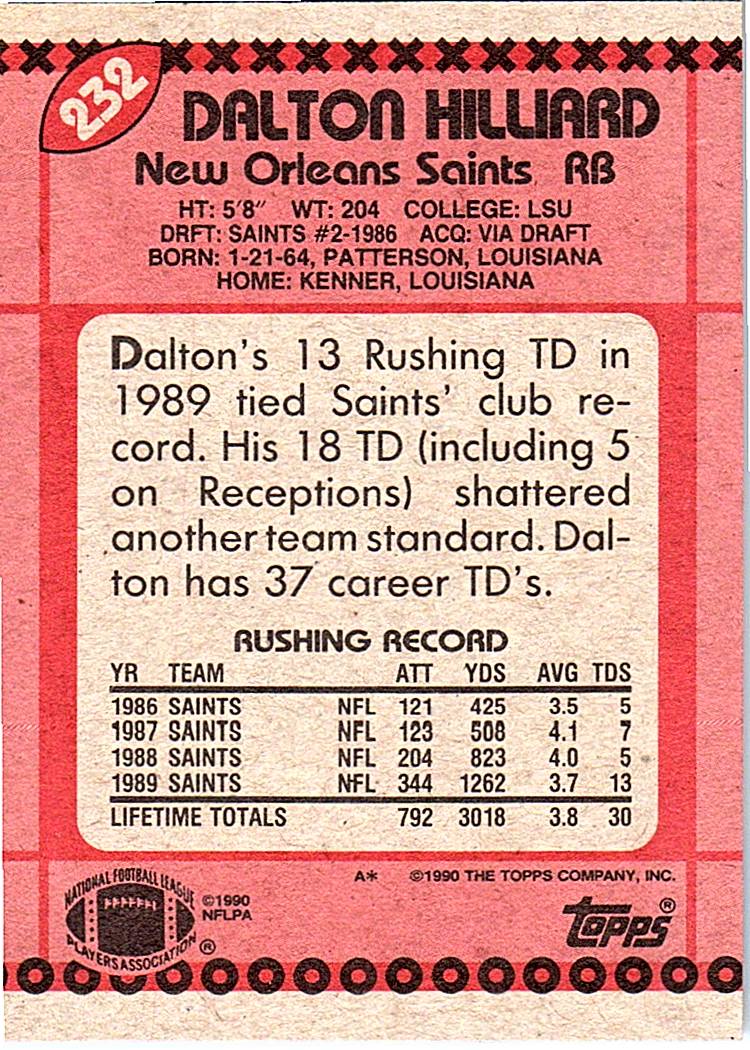 232
DALTON HILLIARD
New Orleans Saints RB
HT: 5'8" WT: 204 COLLEGE: LSU
DRFT: SAINTS #2-1986 ACQ: VIA DRAFT
BORN: 1-21-64, PATTERSON, LOUISIANA
HOME: KENNER, LOUISIANA
Dalton's 13 Rushing TD in
1989 tied Saints' club re-
cord. His 18 TD (including 5
on Receptions) shattered
another team standard. Dal-
ton has 37 career TD's.
RUSHING RECORD
YR TEAM ATT YDS AVG TDS
1986 SAINTS NFL 121 425 3.5 5
1987 SAINTS NFL 123 508 4.1 7
1988 SAINTS NFL 204 823 4.0 5
1989 SAINTS NFL 344 1262 3.7 13
LIFETIME TOTALS 792 3018 3.8 30
A* ©1990 THE TOPPS COMPANY, INC.
NATIONAL FOOTBALL LEAGUE
PLAYERS ASSOCIATION ®
©1990
NFLPA
topps ®